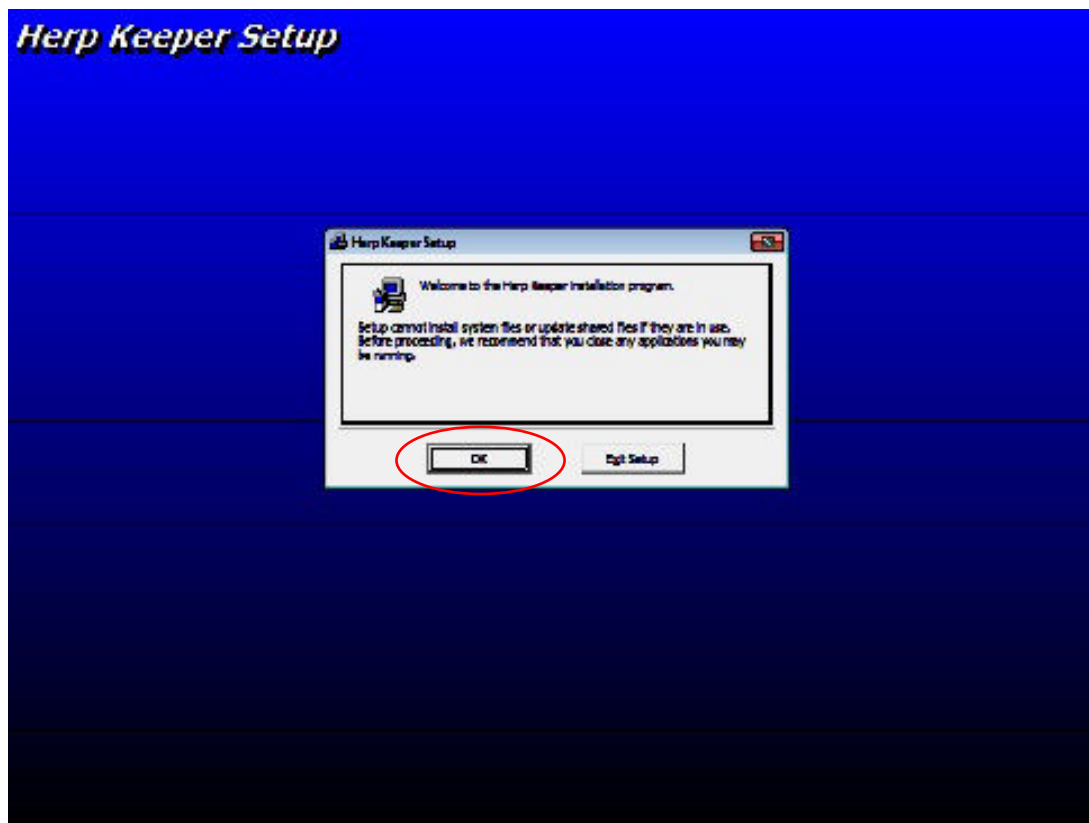 Herp Keeper Setup
Herp Keeper Setup
Welcome to the Herp Keeper installation program.
Setup cannot install system files or update shared files if they are in use.
Before proceeding, we recommend that you close any applications you may
be running.
OK
Exit Setup